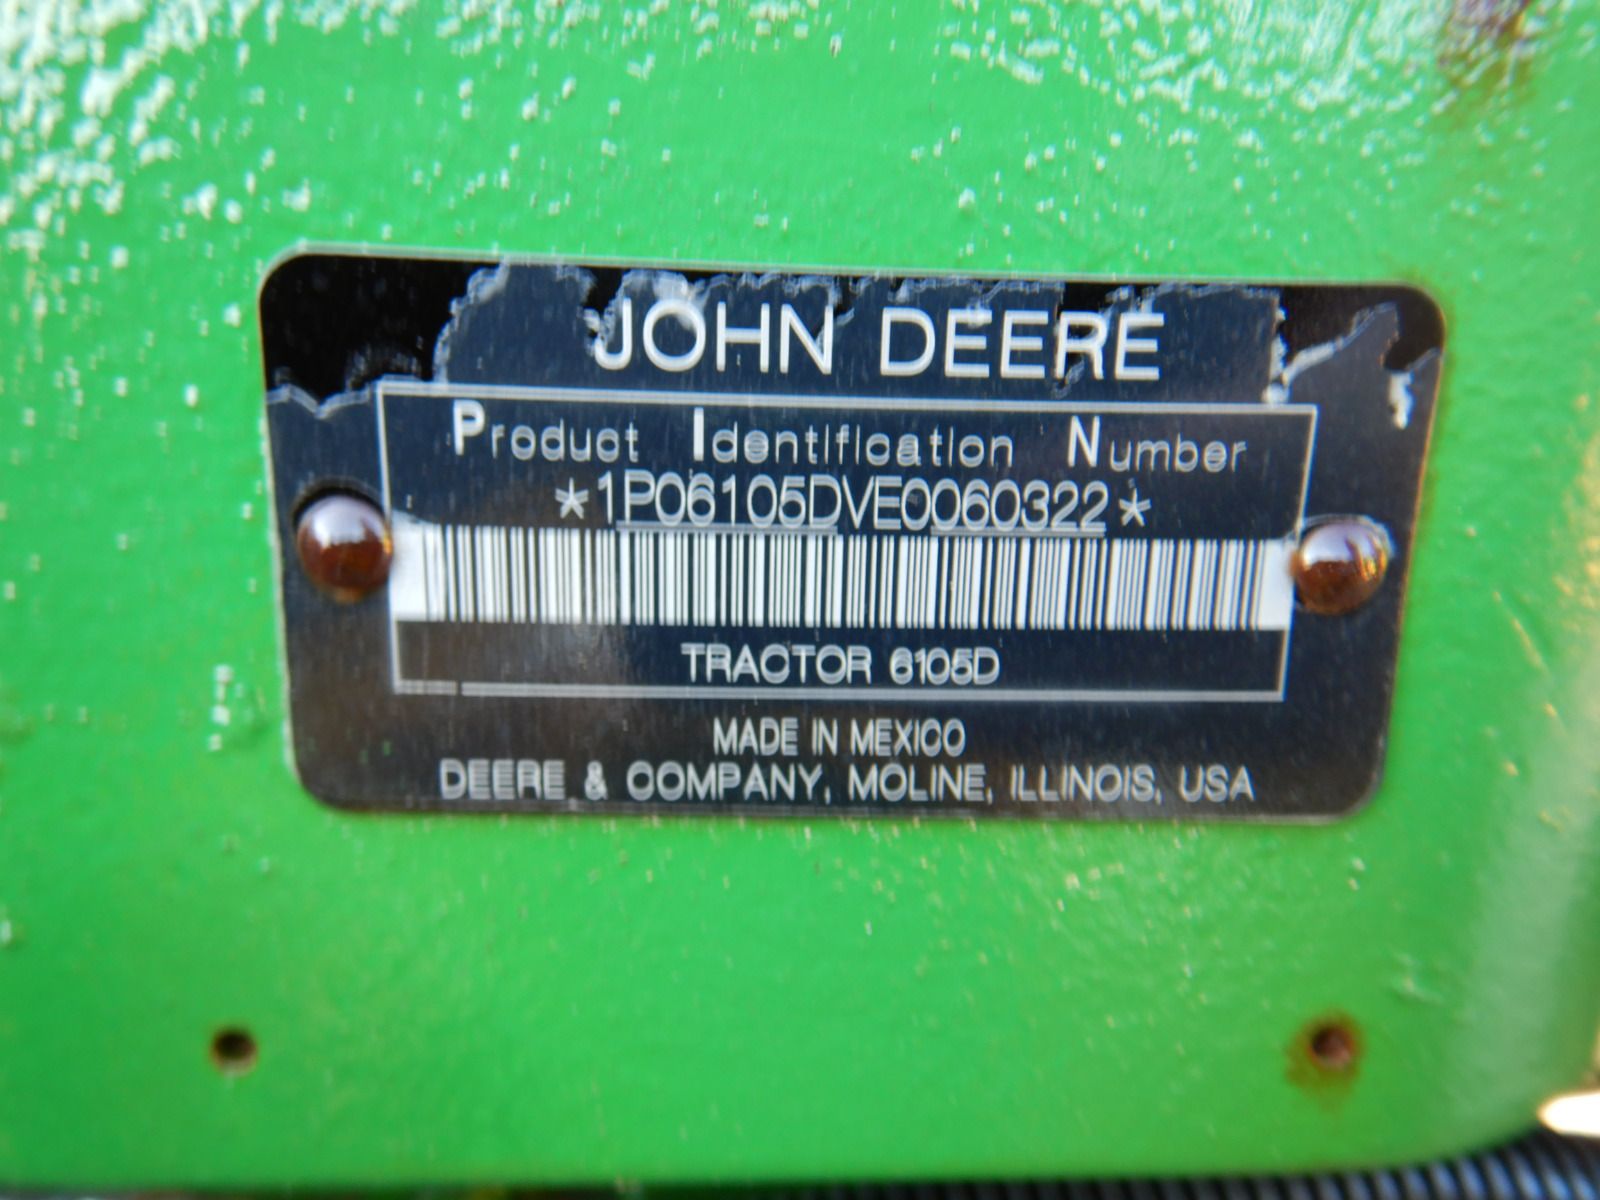 JOHN DEERE
Product Identification Number
*1P06105DVE0060322*
TRACTOR 6105D
MADE IN MEXICO
DEERE & COMPANY, MOLINE, ILLINOIS, USA